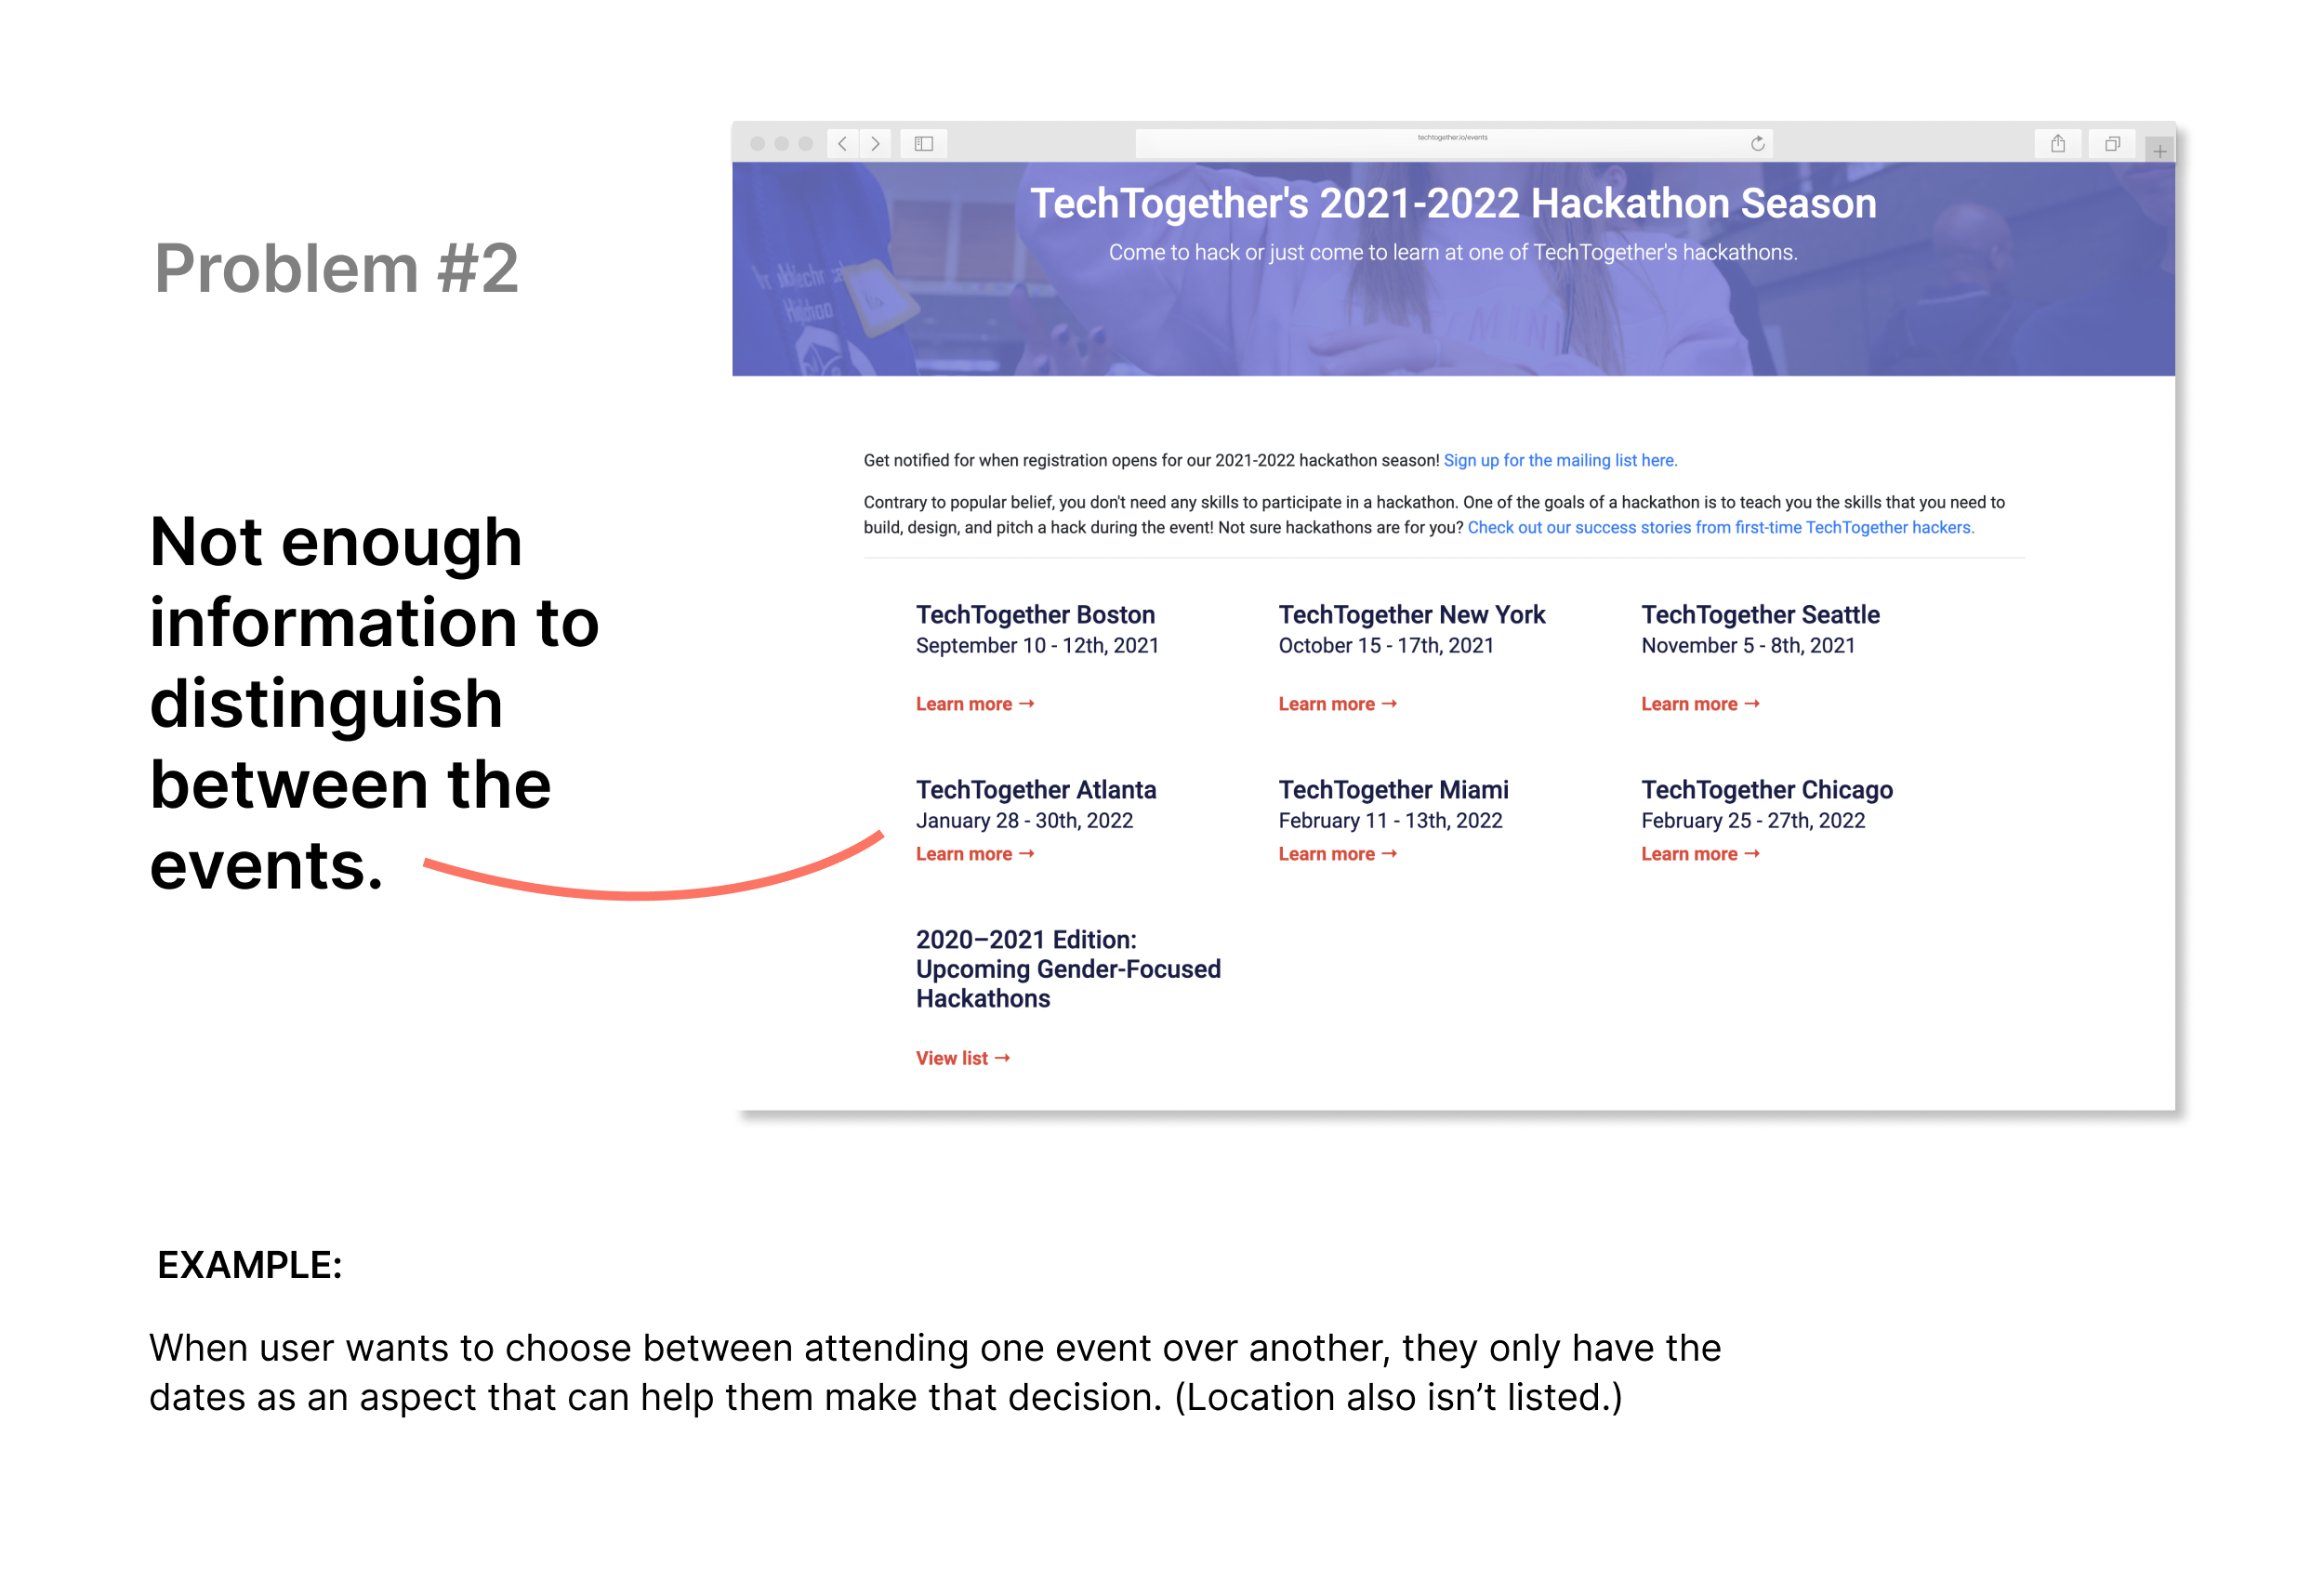 Problem #2
Not enough
information to
distinguish
between the
events.
techtogether.io/events
TechTogether's 2021-2022 Hackathon Season
Come to hack or just come to learn at one of TechTogether's hackathons.
Get notified for when registration opens for our 2021-2022 hackathon season! Sign up for the mailing list here.
Contrary to popular belief, you don't need any skills to participate in a hackathon. One of the goals of a hackathon is to teach you the skills that you need to
build, design, and pitch a hack during the event! Not sure hackathons are for you? Check out our success stories from first-time TechTogether hackers.
TechTogether Boston
September 10 - 12th, 2021
Learn more →
TechTogether New York
October 15 - 17th, 2021
Learn more →
TechTogether Seattle
November 5 - 8th, 2021
Learn more →
TechTogether Atlanta
January 28 - 30th, 2022
Learn more →
TechTogether Miami
February 11 - 13th, 2022
Learn more →
TechTogether Chicago
February 25 - 27th, 2022
Learn more →
2020–2021 Edition:
Upcoming Gender-Focused
Hackathons
View list →
EXAMPLE:
When user wants to choose between attending one event over another, they only have the
dates as an aspect that can help them make that decision. (Location also isn't listed.)